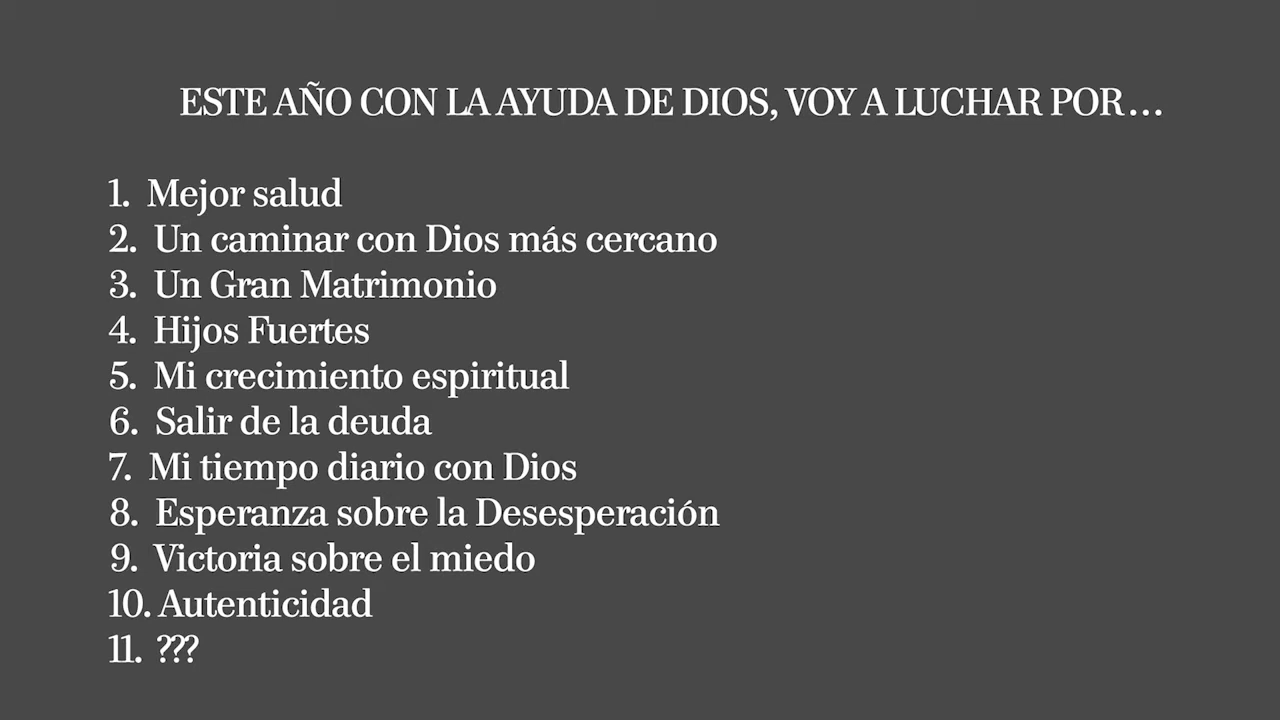 ESTE AÑO CON LA AYUDA DE DIOS, VOY A LUCHAR POR...
1. Mejor salud
2. Un caminar con Dios más cercano
3. Un Gran Matrimonio
4. Hijos Fuertes
5. Mi crecimiento espiritual
6. Salir de la deuda
7. Mi tiempo diario con Dios
8. Esperanza sobre la Desesperación
9. Victoria sobre el miedo
10. Autenticidad
11. ???